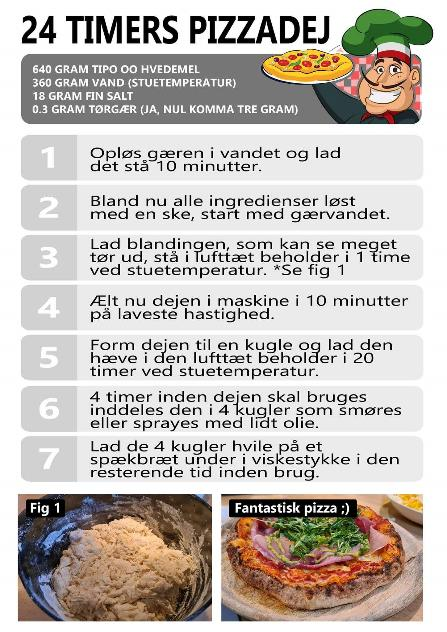 24 TIMERS PIZZADEJ
640 GRAM TIPO OO HVEDEMEL
360 GRAM VAND (STUETEMPERATUR)
18 GRAM FIN SALT
0.3 GRAM TØRGÆR (JA, NUL KOMMA TRE GRAM)
1 Opløs gæren i vandet og lad
det stå 10 minutter.
2 Bland nu alle ingredienser løst
med en ske, start med gærvandet.
3 Lad blandingen, som kan se meget
tør ud, stå i lufttæt beholder i 1 time
ved stuetemperatur. *Se fig 1
4 Ælt nu dejen i maskine i 10 minutter
på laveste hastighed.
5 Form dejen til en kugle og lad den
hæve i den lufttæt beholder i 20
timer ved stuetemperatur.
6 4 timer inden dejen skal bruges
inddeles den i 4 kugler som smøres
eller sprayes med lidt olie.
7 Lad de 4 kugler hvile på et
spækbræt under i viskestykke i den
resterende tid inden brug.
Fig 1
Fantastisk pizza ;)